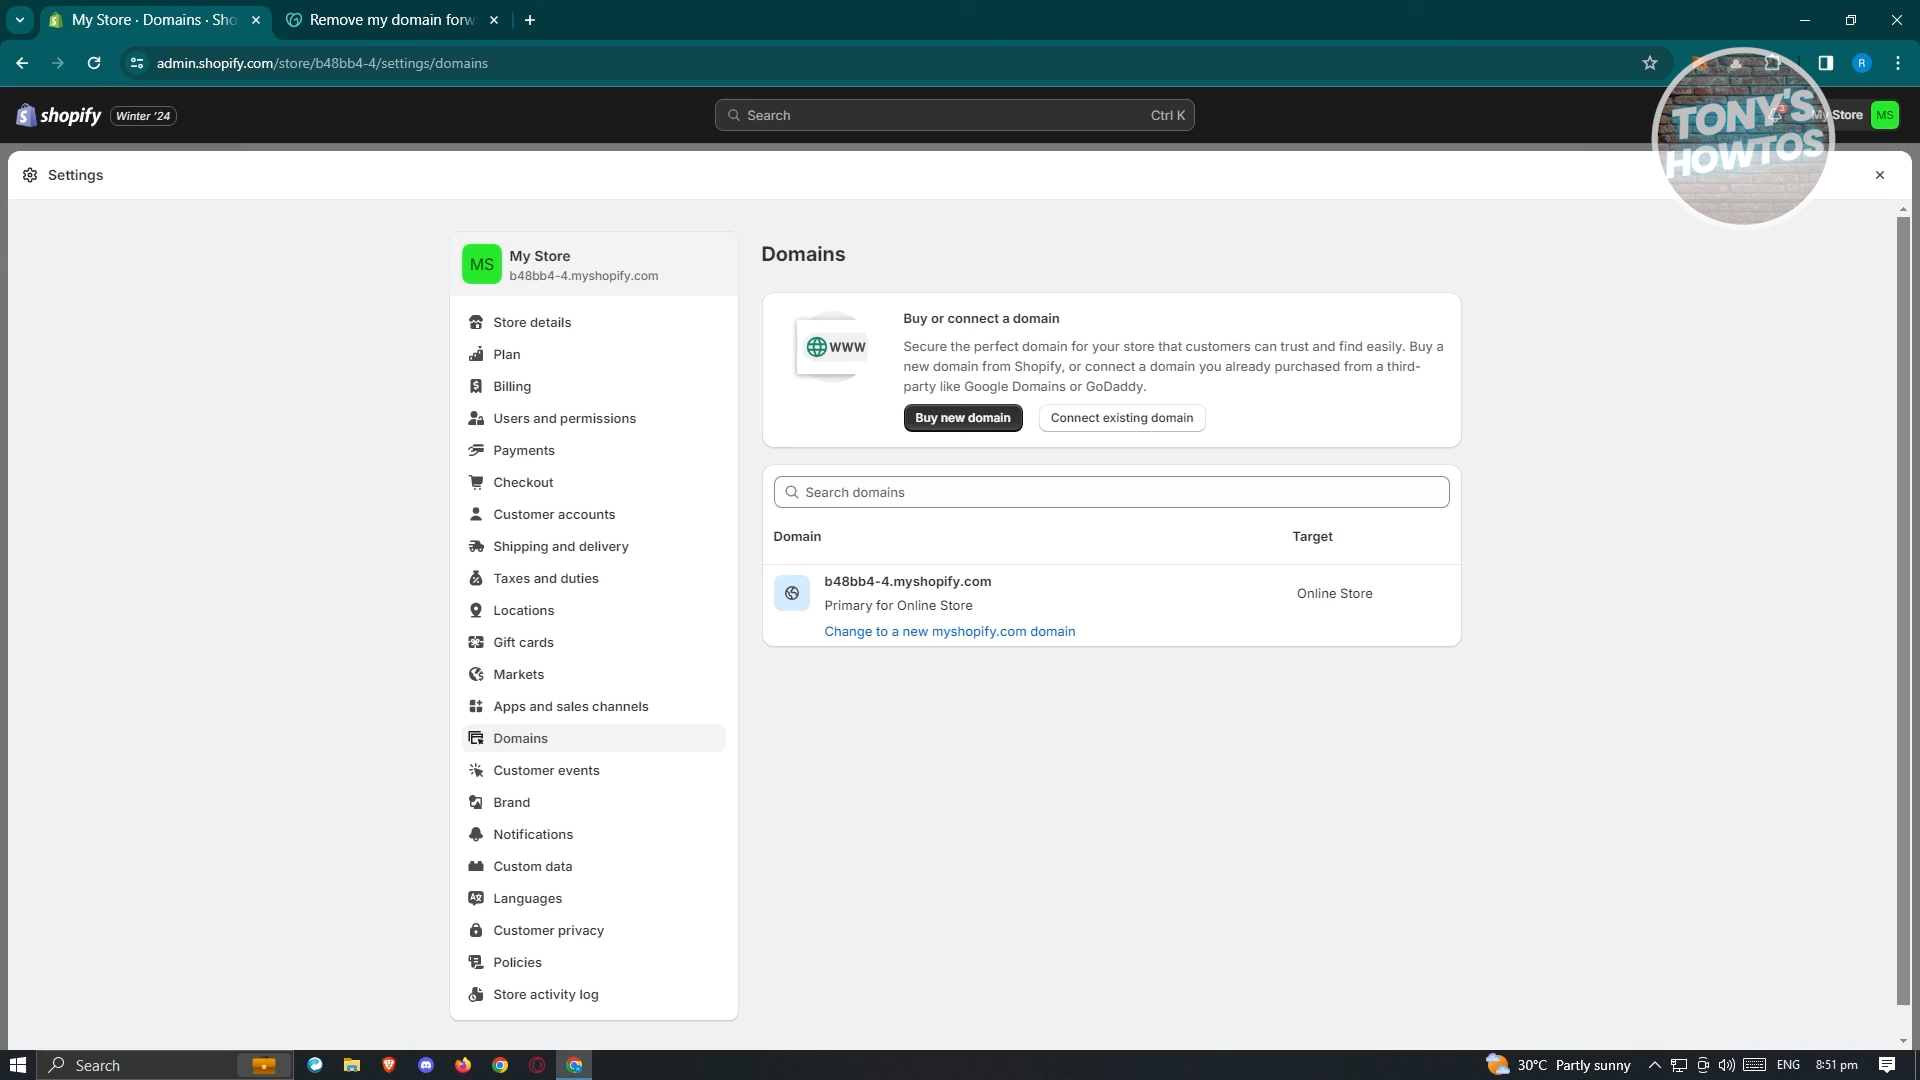 My Store · Domains · Sho
Remove my domain forw
admin.shopify.com/store/b48bb4-4/settings/domains
R
shopify
Winter '24
Search
Ctrl K
3
My Store
MS
TONY'S
HOWTOS
Settings
MS
My Store
b48bb4-4.myshopify.com
Store details
Plan
Billing
Users and permissions
Payments
Checkout
Customer accounts
Shipping and delivery
Taxes and duties
Locations
Gift cards
Markets
Apps and sales channels
Domains
Customer events
Brand
Notifications
Custom data
Languages
Customer privacy
Policies
Store activity log
Domains
WWW
Buy or connect a domain
Secure the perfect domain for your store that customers can trust and find easily. Buy a
new domain from Shopify, or connect a domain you already purchased from a third-
party like Google Domains or GoDaddy.
Buy new domain
Connect existing domain
Search domains
Domain
Target
b48bb4-4.myshopify.com
Primary for Online Store
Online Store
Change to a new myshopify.com domain
Search
30°C Partly sunny
ENG
8:51 pm